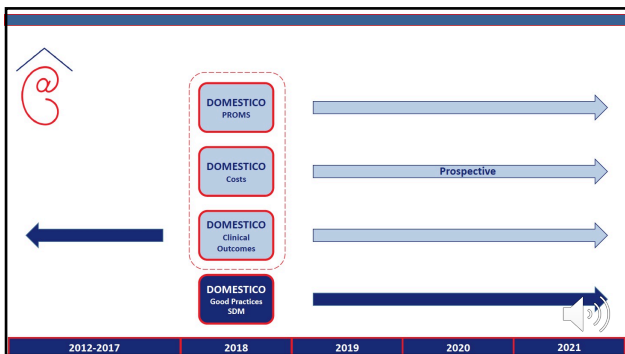 @
DOMESTICO
PROMS
DOMESTICO
Costs
Prospective
DOMESTICO
Clinical
Outcomes
DOMESTICO
Good Practices
SDM
2012-2017 2018 2019 2020 2021